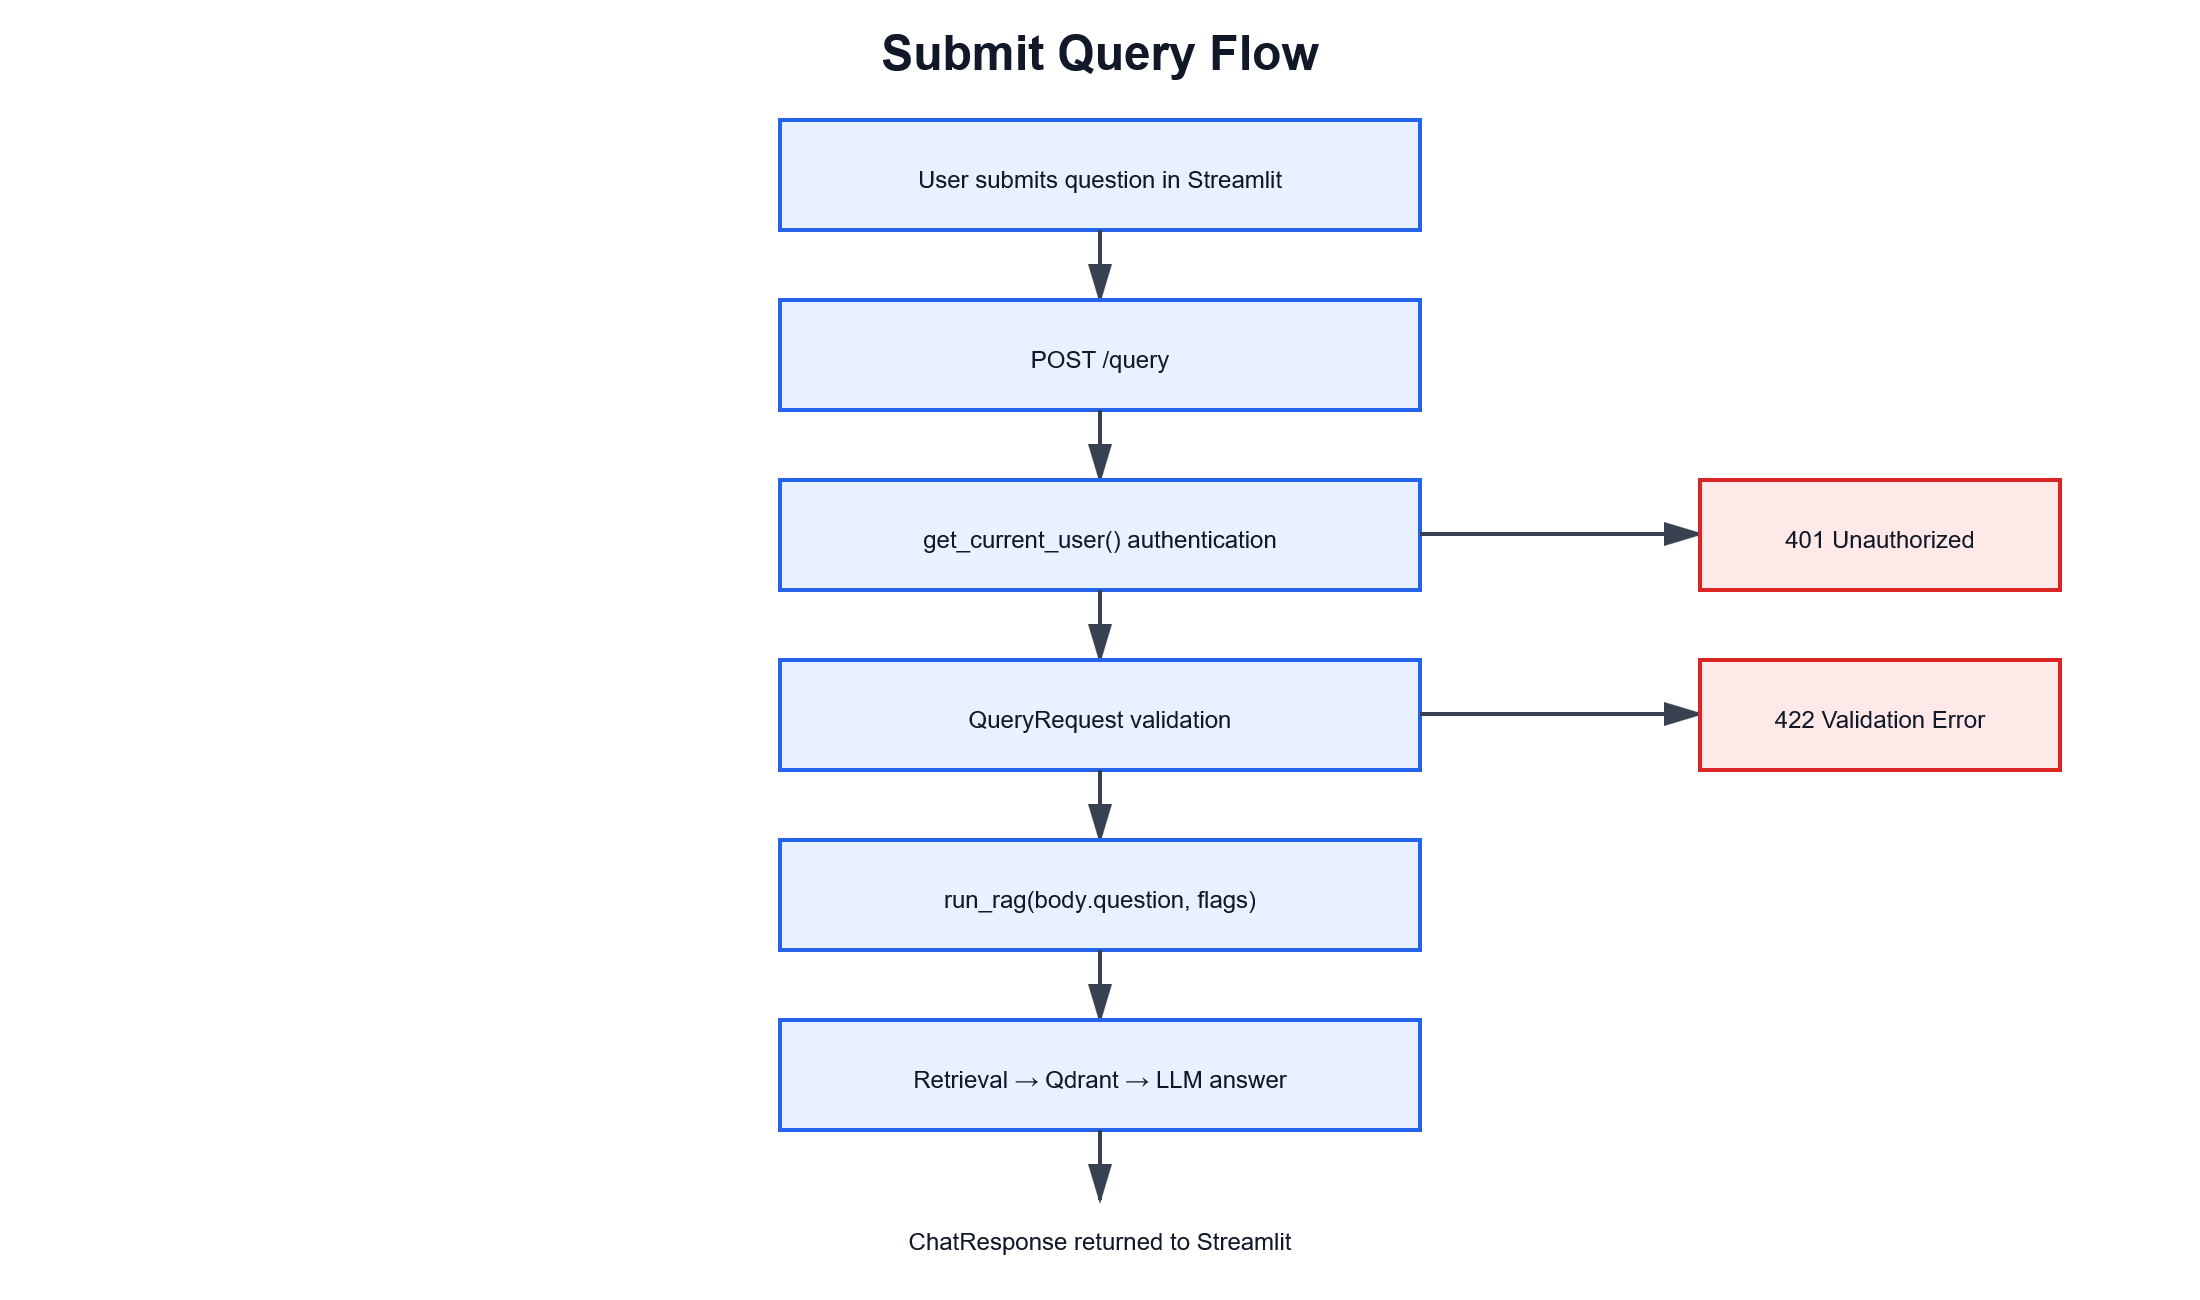 Submit Query Flow
User submits question in Streamlit
POST /query
get_current_user() authentication
401 Unauthorized
QueryRequest validation
422 Validation Error
run_rag(body.question, flags)
Retrieval → Qdrant → LLM answer
ChatResponse returned to Streamlit